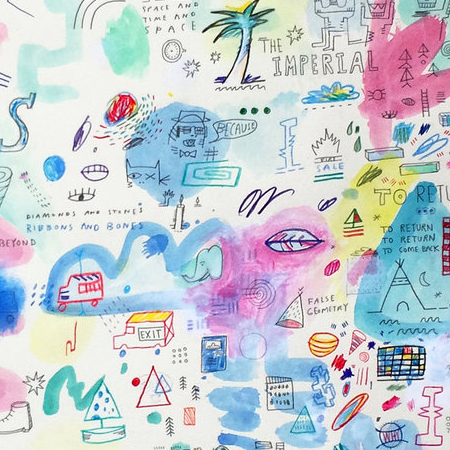 SPACE AND
TIME AND
SPACE
THE
IMPERIAL
S
BECAUSE
SALE
TO RETU
DIAMONDS AND STONES
RIBBONS AND BONES
BEYOND
TO RETURN
TO RETURN
TO COME BACK
FALSE
GEOMETRY
EXIT
WHAT